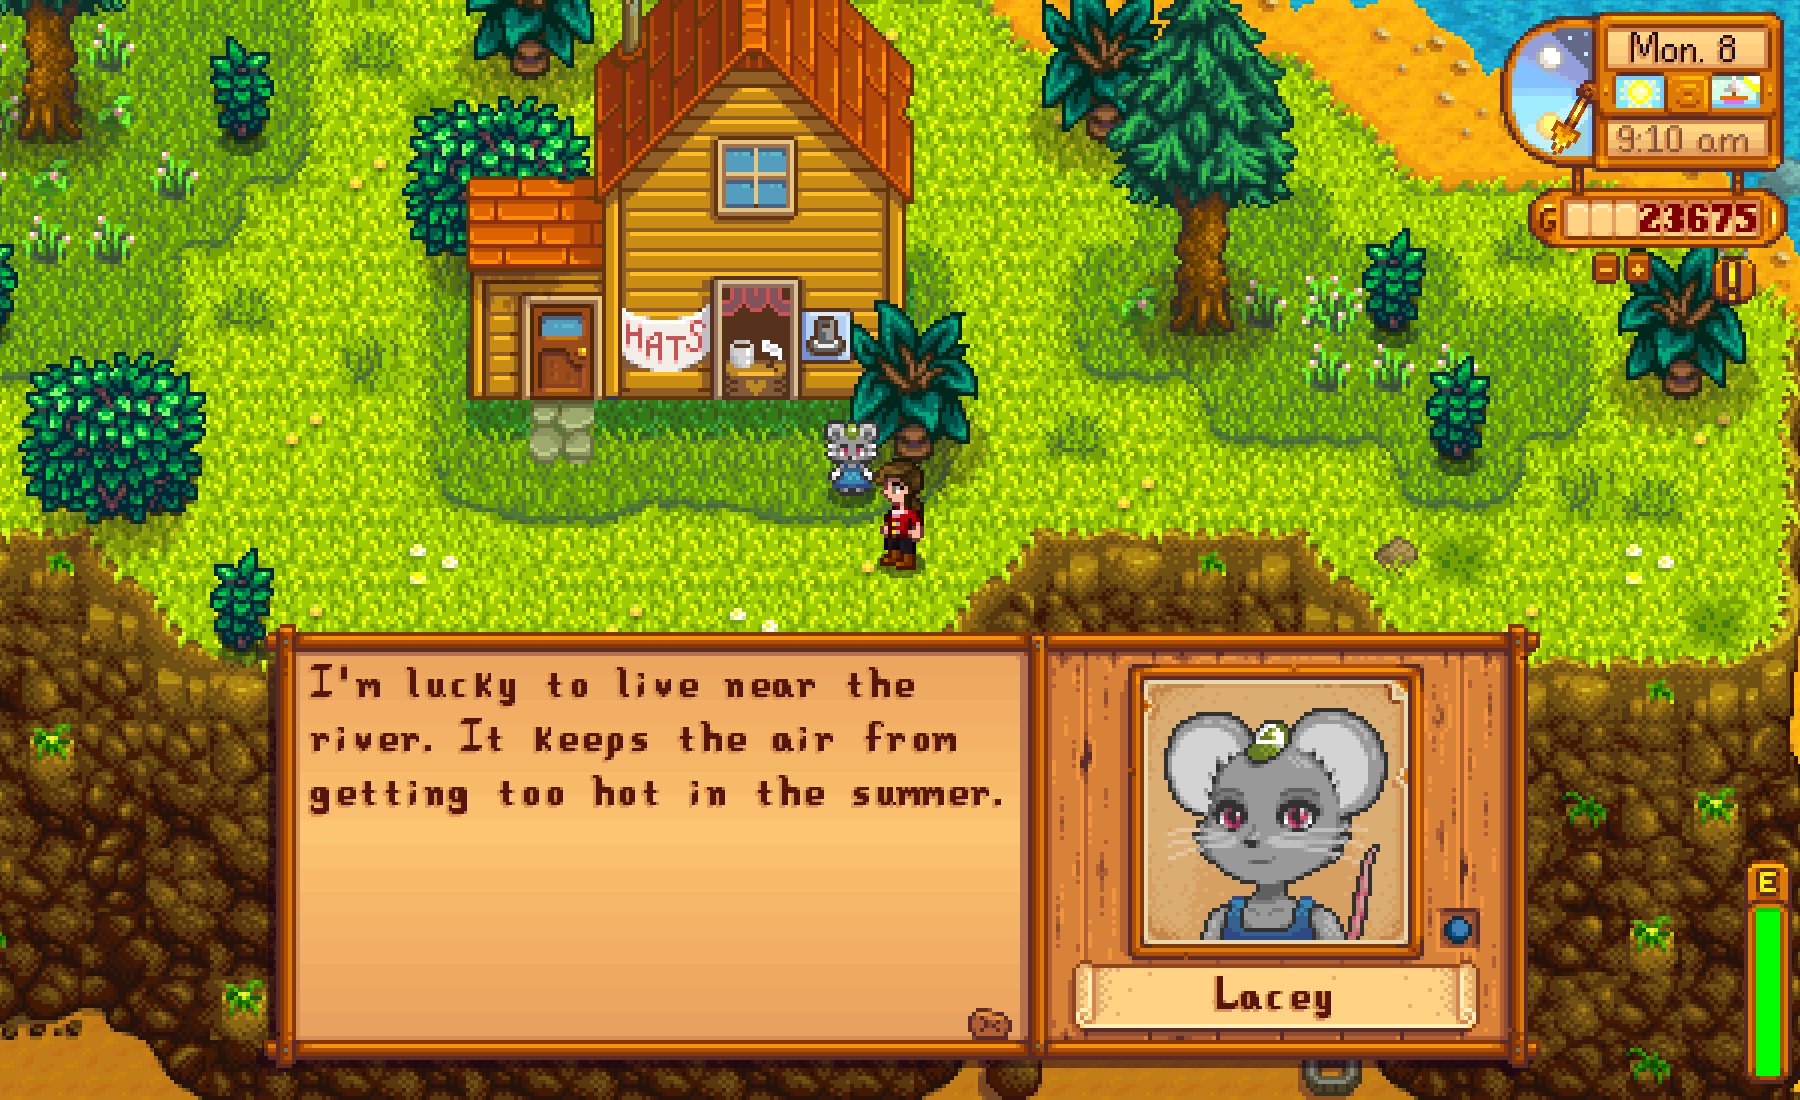 Mon. 8
9:10 am
G 23675
HATS
I'm lucky to live near the
river. It keeps the air from
getting too hot in the summer.
Lacey
E